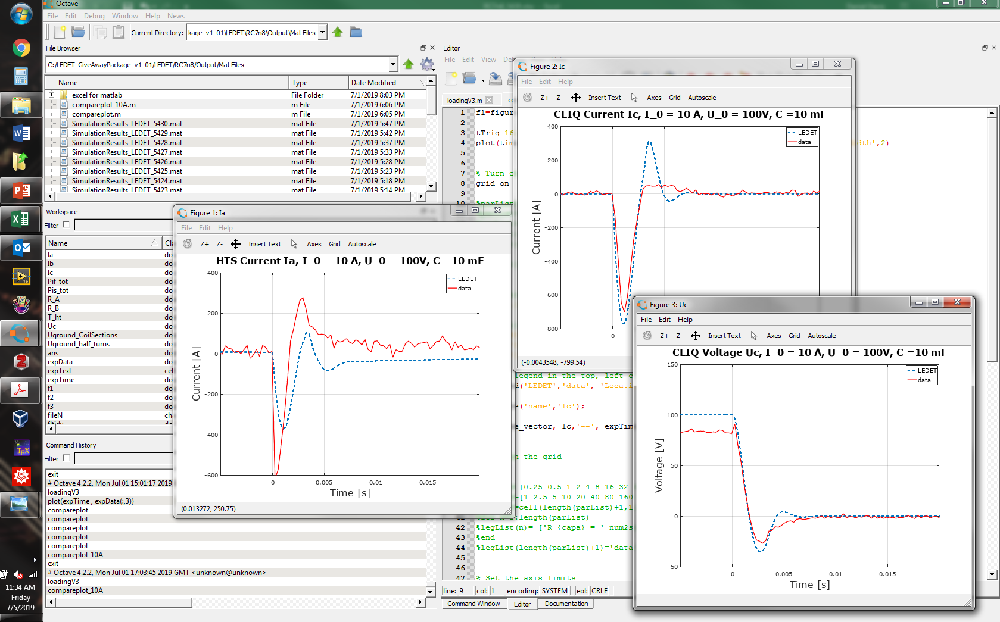 Octave
File Edit Debug Window Help News
Current Directory: :kage_v1_01\LEDET\RC7n8\Output\Mat Files
File Browser
C:/LEDET_GiveAwayPackage_v1_01/LEDET/RC7n8/Output/Mat Files
Name Type Date Modified
excel for matlab File Folder 7/1/2019 8:03 PM
compareplot_10A.m m File 7/1/2019 6:06 PM
compareplot.m m File 7/1/2019 6:05 PM
SimulationResults_LEDET_5430.mat mat File 7/1/2019 5:47 PM
SimulationResults_LEDET_5429.mat mat File 7/1/2019 5:42 PM
SimulationResults_LEDET_5428.mat mat File 7/1/2019 5:37 PM
SimulationResults_LEDET_5427.mat mat File 7/1/2019 5:33 PM
SimulationResults_LEDET_5426.mat mat File 7/1/2019 5:28 PM
SimulationResults_LEDET_5425.mat mat File 7/1/2019 5:23 PM
SimulationResults_LEDET_5424.mat mat File 7/1/2019 5:18 PM
SimulationResults_LEDET_5423.mat mat File 7/1/2019 5:14 PM
Workspace
Filter
Name Cla
Ia do
Ib do
Ic do
Pif_tot do
Pis_tot do
R_A do
R_B do
T_ht do
Uc do
Uground_CoilSections do
Uground_half_turns do
ans do
expData do
expText cel
expTime do
f1 do
f2 do
f3 do
fileN ch
fltidx do
Command History
Filter
exit
# Octave 4.2.2, Mon Jul 01 15:01:17 2019
loadingV3
plot(expTime , expData(:,3))
compareplot
compareplot
compareplot
compareplot
compareplot
compareplot_10A
exit
# Octave 4.2.2, Mon Jul 01 17:03:45 2019 GMT <unknown@unknown>
loadingV3
compareplot_10A
11:34 AM
Friday
7/5/2019
Editor
File Edit View De
loadingV3.m co
1 f1=figur
2
3 tTrig=16
4 plot(tim dth',2)
5
6
7 % Turn o
8 grid on
9
10 %parList
legend in the top, left c
d('LEDET','data', 'Locati
e('name','Ic');
e_vector, Ic,'--', expTim
n the grid
=[0.25 0.5 1 2 4 8 16 32
=[1 2.5 5 10 20 40 80 160
=cell(length(parList)+1,1
:length(parList)
42 %legList(n)= ['R_{capa} = ' num2s
43 %end
44 %legList(length(parList)+1)='data
45
46
47 % Set the axis limits
line: 9 col: 1 encoding: SYSTEM eol: CRLF
Command Window Editor Documentation
Figure 1: Ia
File Edit Help
Z+ Z- Insert Text Axes Grid Autoscale
HTS Current Ia, I_0 = 10 A, U_0 = 100V, C =10 mF
LEDET
data
400
200
0
-200
-400
-600
0 0.005 0.01 0.015
Current [A]
Time [s]
(0.013272, 250.75)
Figure 2: Ic
File Edit Help
Z+ Z- Insert Text Axes Grid Autoscale
CLIQ Current Ic, I_0 = 10 A, U_0 = 100V, C =10 mF
LEDET
data
400
200
0
-200
-400
-600
-800
0
Current [A]
(-0.0043548, -799.54)
Figure 3: Uc
File Edit Help
Z+ Z- Insert Text Axes Grid Autoscale
CLIQ Voltage Uc, I_0 = 10 A, U_0 = 100V, C =10 mF
LEDET
data
150
100
50
0
-50
0 0.005 0.01 0.015
Voltage [V]
Time [s]